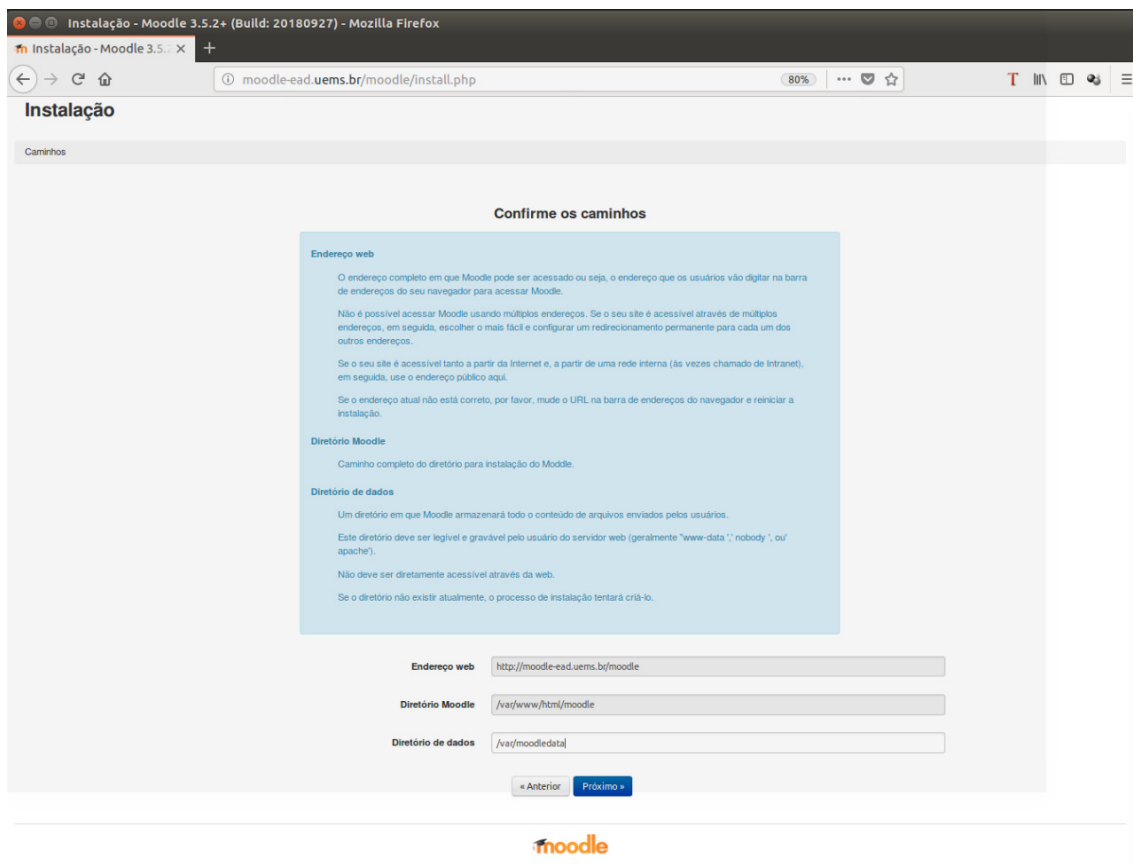 Instalação - Moodle 3.5.2+ (Build: 20180927) - Mozilla Firefox
Instalação - Moodle 3.5.
moodle-ead.uems.br/moodle/install.php
80%
Instalação
Caminhos
Confirme os caminhos
Endereço web
O endereço completo em que Moodle pode ser acessado ou seja, o endereço que os usuários vão digitar na barra
de endereços do seu navegador para acessar Moodle.
Não é possível acessar Moodle usando múltiplos endereços. Se o seu site é acessível através de múltiplos
endereços, em seguida, escolher o mais fácil e configurar um redirecionamento permanente para cada um dos
outros endereços.
Se o seu site é acessível tanto a partir da Internet e, a partir de uma rede interna (às vezes chamado de Intranet),
em seguida, use o endereço público aqui.
Se o endereço atual não está correto, por favor, mude o URL na barra de endereços do navegador e reiniciar a
instalação.
Diretório Moodle
Caminho completo do diretório para instalação do Moddle.
Diretório de dados
Um diretório em que Moodle armazenará todo o conteúdo de arquivos enviados pelos usuários.
Este diretório deve ser legível e gravável pelo usuário do servidor web (geralmente "www-data ',' nobody ', ou'
apache').
Não deve ser diretamente acessível através da web.
Se o diretório não existir atualmente, o processo de instalação tentará criá-lo.
Endereço web
http://moodle-ead.uems.br/moodle
Diretório Moodle
/var/www/html/moodle
Diretório de dados
/var/moodledata
« Anterior
Próximo »
moodle